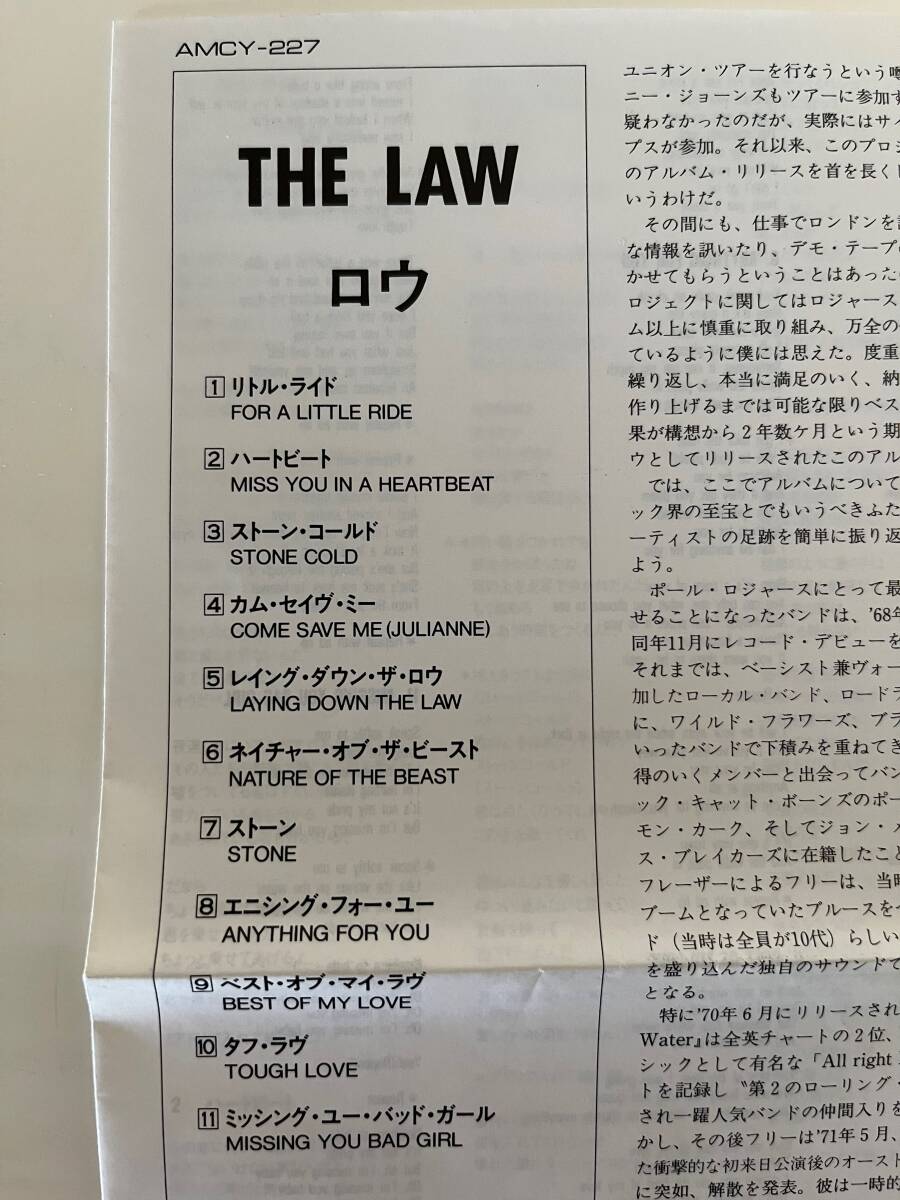 AMCY-227
THE LAW
ロウ
1 リトル・ライド
FOR A LITTLE RIDE
2 ハートビート
MISS YOU IN A HEARTBEAT
3 ストーン・コールド
STONE COLD
4 カム・セイヴ・ミー
COME SAVE ME (JULIANNE)
5 レイング・ダウン・ザ・ロウ
LAYING DOWN THE LAW
6 ネイチャー・オブ・ザ・ビースト
NATURE OF THE BEAST
7 ストーン
STONE
8 エニシング・フォー・ユー
ANYTHING FOR YOU
9 ベスト・オブ・マイ・ラヴ
BEST OF MY LOVE
10 タフ・ラヴ
TOUGH LOVE
11 ミッシング・ユー・バッド・ガール
MISSING YOU BAD GIRL
ユニオン・ツアーを行なうという
ニー・ジョーンズもツアーに参加す
疑わなかったのだが、実際にはサイ
プスが参加。それ以来、このプロジ
のアルバム・リリースを首を長くし
いうわけだ。
その間にも、仕事でロンドンを
な情報を訊いたり、デモ・テープ
かせてもらうということはあった
ロジェクトに関してはロジャース
ム以上に慎重に取り組み、万全の
ているように僕には思えた。度重
繰り返し、本当に満足のいく、納
作り上げるまでは可能な限りベス
果が構想から2年数ケ月という期
ウとしてリリースされたこのアル
では、ここでアルバムについて
ック界の至宝とでもいうべきふた
ーティストの足跡を簡単に振り返
よう。
ポール・ロジャースにとって最
せることになったバンドは、'68年
同年11月にレコード・デビューを
それまでは、ベーシスト兼ヴォー
加したローカル・バンド、ロードラ
に、ワイルド・フラワーズ、ブラ
いったバンドで下積みを重ねてき
得のいくメンバーと出会ってバン
ック・キャット・ボーンズのポー
モン・カーク、そしてジョン・メ
ス・ブレイカーズに在籍したこと
フレーザーによるフリーは、当時
ブームとなっていたブルースを
ド（当時は全員が10代）らしい
を盛り込んだ独自のサウンドで
となる。
特に'70年6月にリリースされ
Water』は全英チャートの2位、
シックとして有名な「All right
トを記録し〝第2のローリング・
され一躍人気バンドの仲間入りを
かし、その後フリーは'71年5月、
た衝撃的な初来日公演後のオースト
に突如、解散を発表。彼は一時的